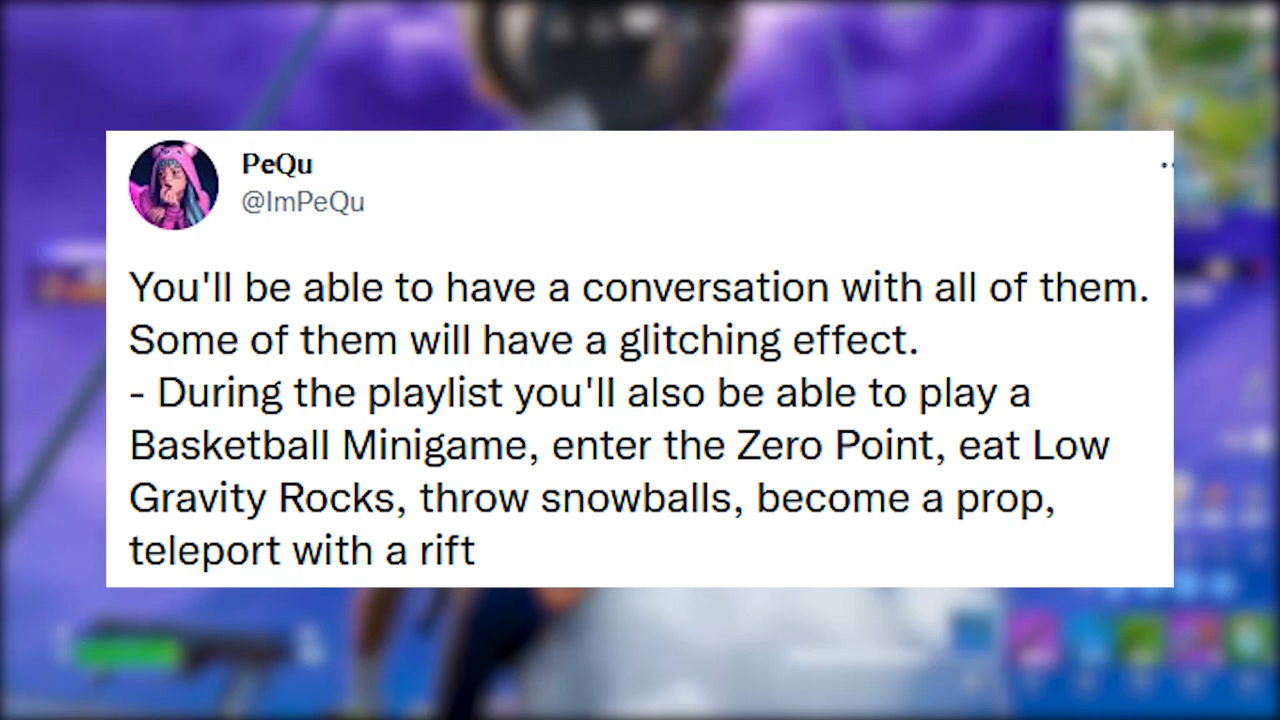 PeQu
@ImPeQu
You'll be able to have a conversation with all of them.
Some of them will have a glitching effect.
- During the playlist you'll also be able to play a
Basketball Minigame, enter the Zero Point, eat Low
Gravity Rocks, throw snowballs, become a prop,
teleport with a rift